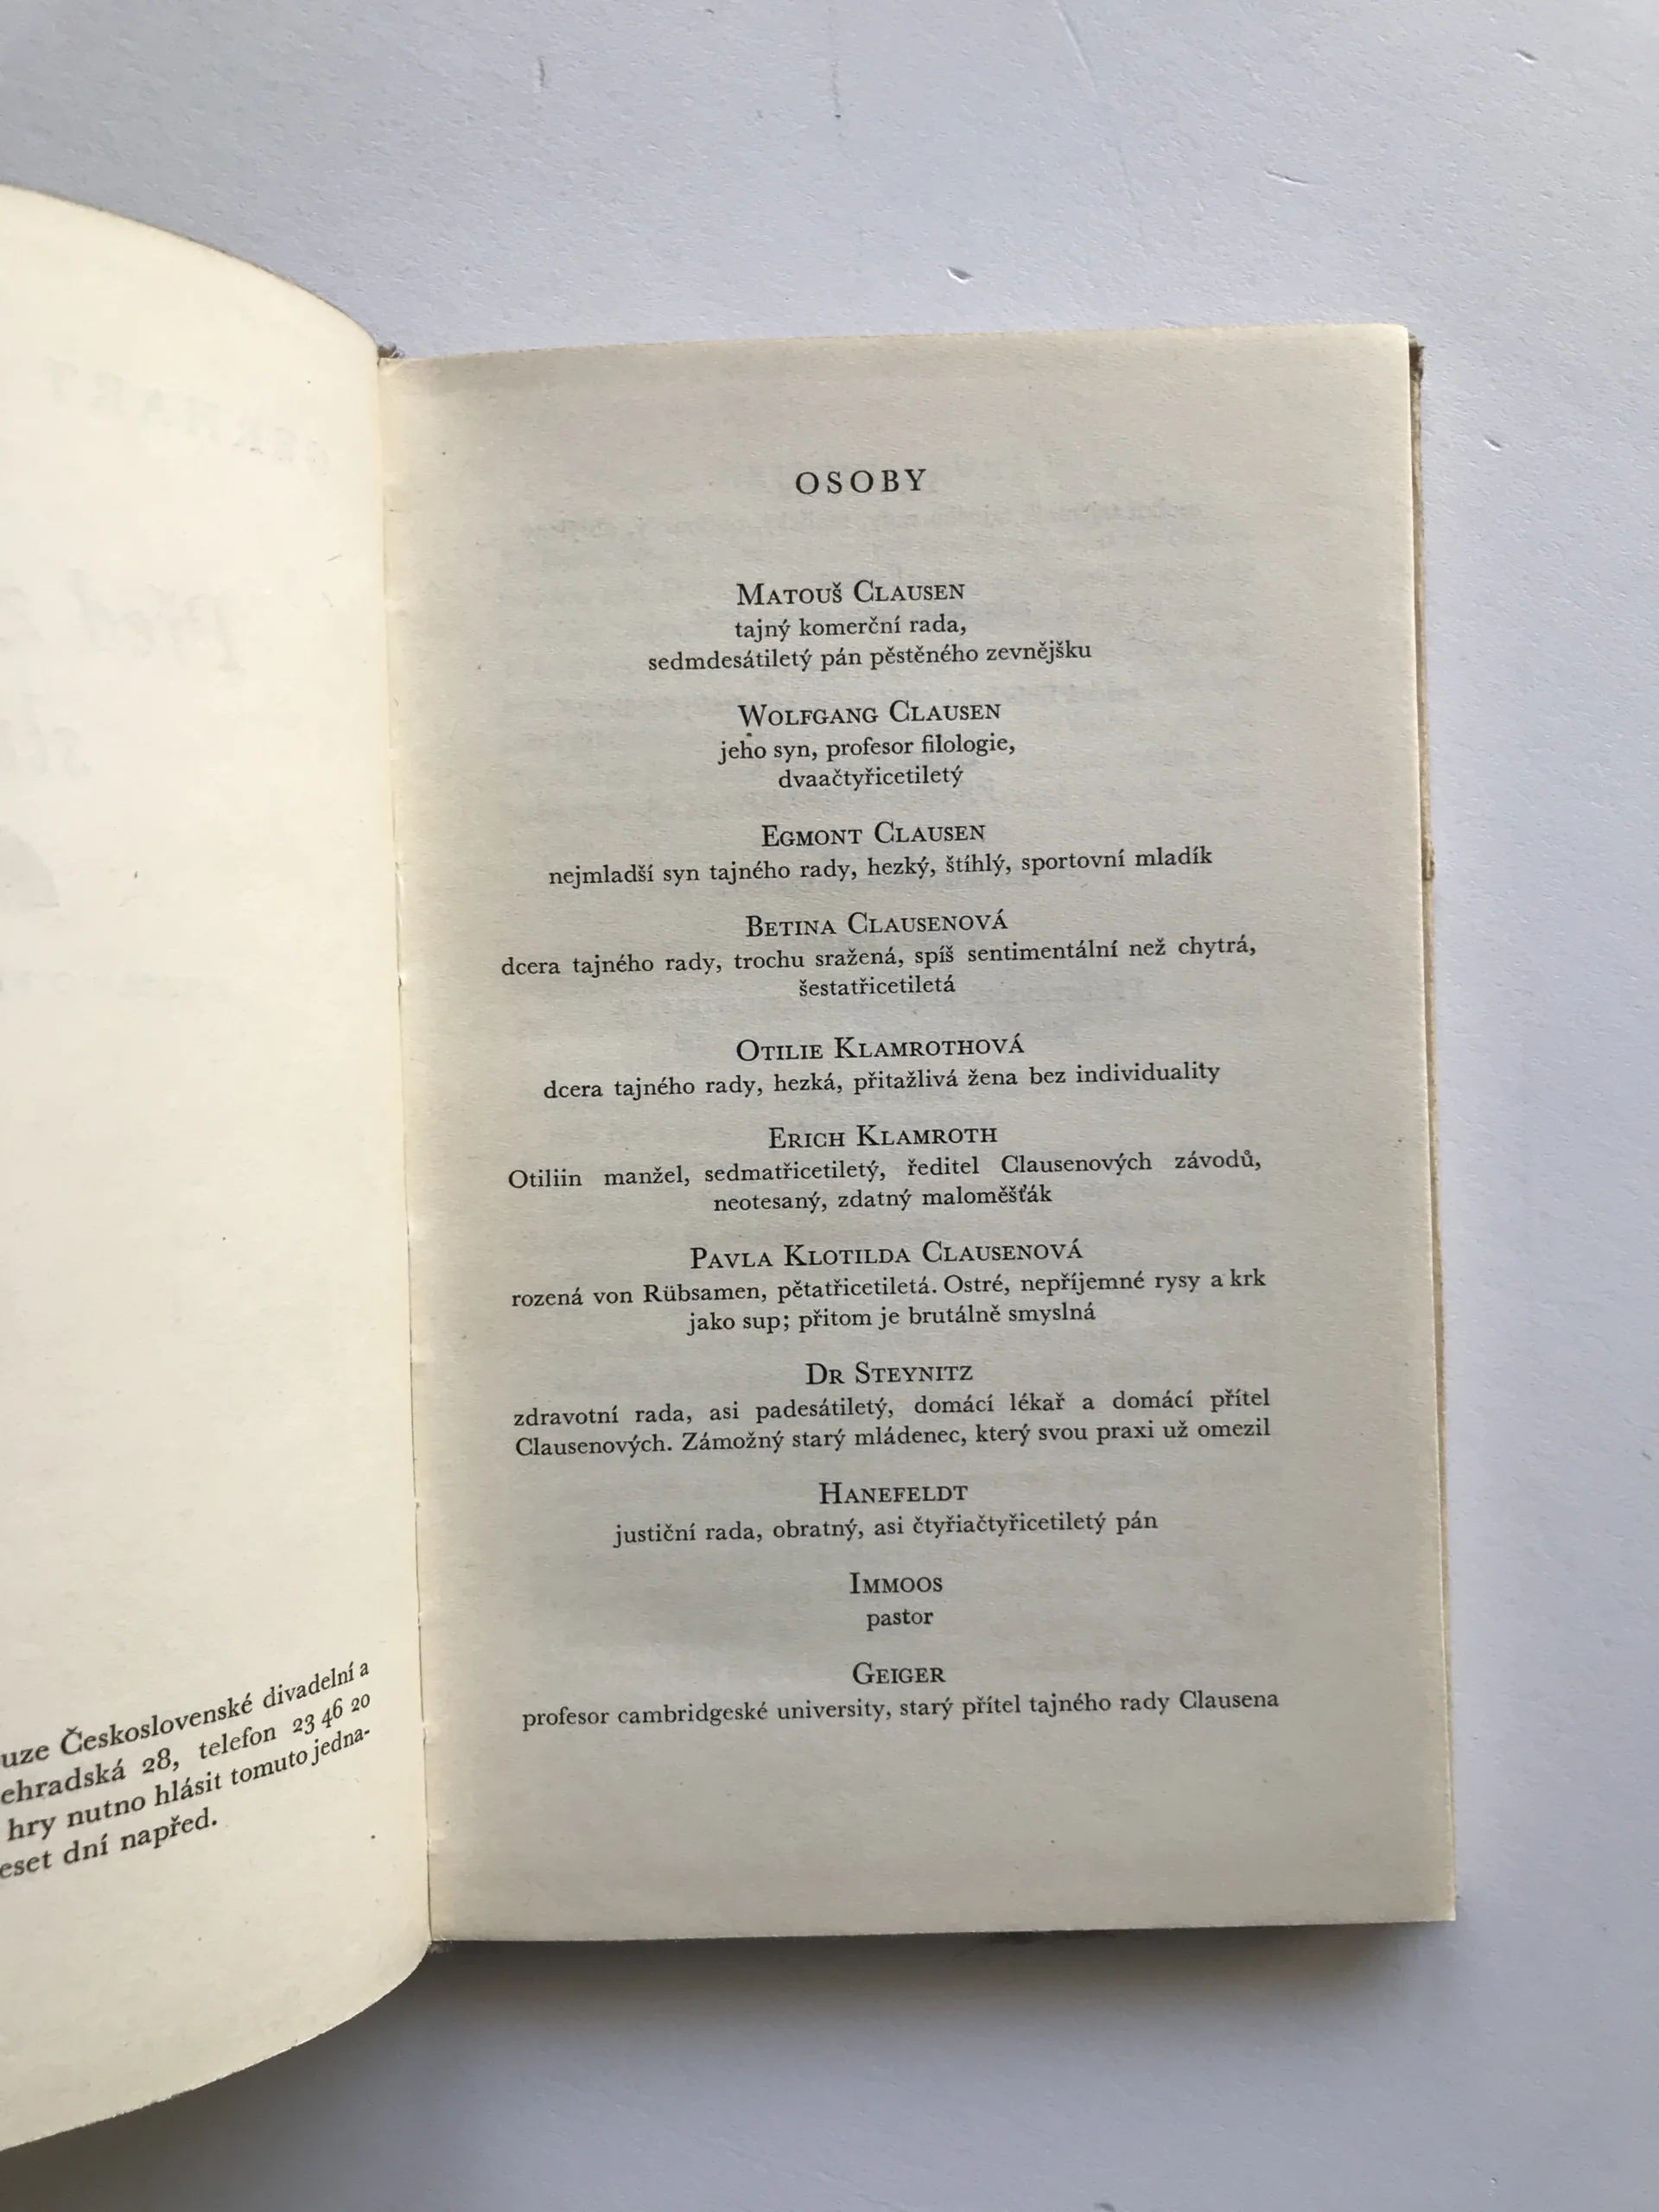 uze Československé divadelní a
ehradská 28, telefon 23 46 20
hry nutno hlásit tomuto jedna-
eset dní napřed.
OSOBY
MATOUŠ CLAUSEN
tajný komerční rada,
sedmdesátiletý pán pěstěného zevnějšku
WOLFGANG CLAUSEN
jeho syn, profesor filologie,
dvaačtyřicetiletý
EGMONT CLAUSEN
nejmladší syn tajného rady, hezký, štíhlý, sportovní mladík
BETINA CLAUSENOVÁ
dcera tajného rady, trochu sražená, spíš sentimentální než chytrá,
šestatřicetiletá
OTILIE KLAMROTHOVÁ
dcera tajného rady, hezká, přitažlivá žena bez individuality
ERICH KLAMROTH
Otiliin manžel, sedmatřicetiletý, ředitel Clausenových závodů,
neotesaný, zdatný maloměšťák
PAVLA KLOTILDA CLAUSENOVÁ
rozená von Rübsamen, pětatřicetiletá. Ostré, nepříjemné rysy a krk
jako sup; přitom je brutálně smyslná
DR STEYNITZ
zdravotní rada, asi padesátiletý, domácí lékař a domácí přítel
Clausenových. Zámožný starý mládenec, který svou praxi už omezil
HANEFELDT
justiční rada, obratný, asi čtyřiačtyřicetiletý pán
IMMOOS
pastor
GEIGER
profesor cambridgeské university, starý přítel tajného rady Clausena